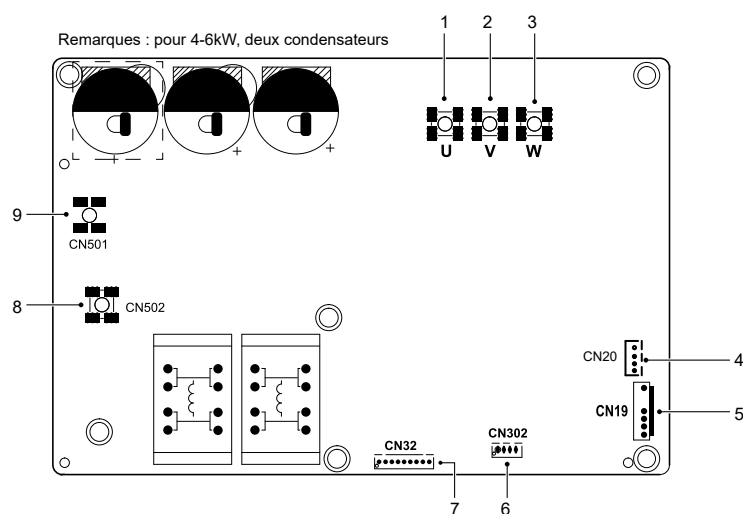 1 2 3
Remarques : pour 4-6kW, deux condensateurs
+ + +
U V W
9
CN501
8 CN502
CN20 4
CN19 5
CN32 CN302
7 6